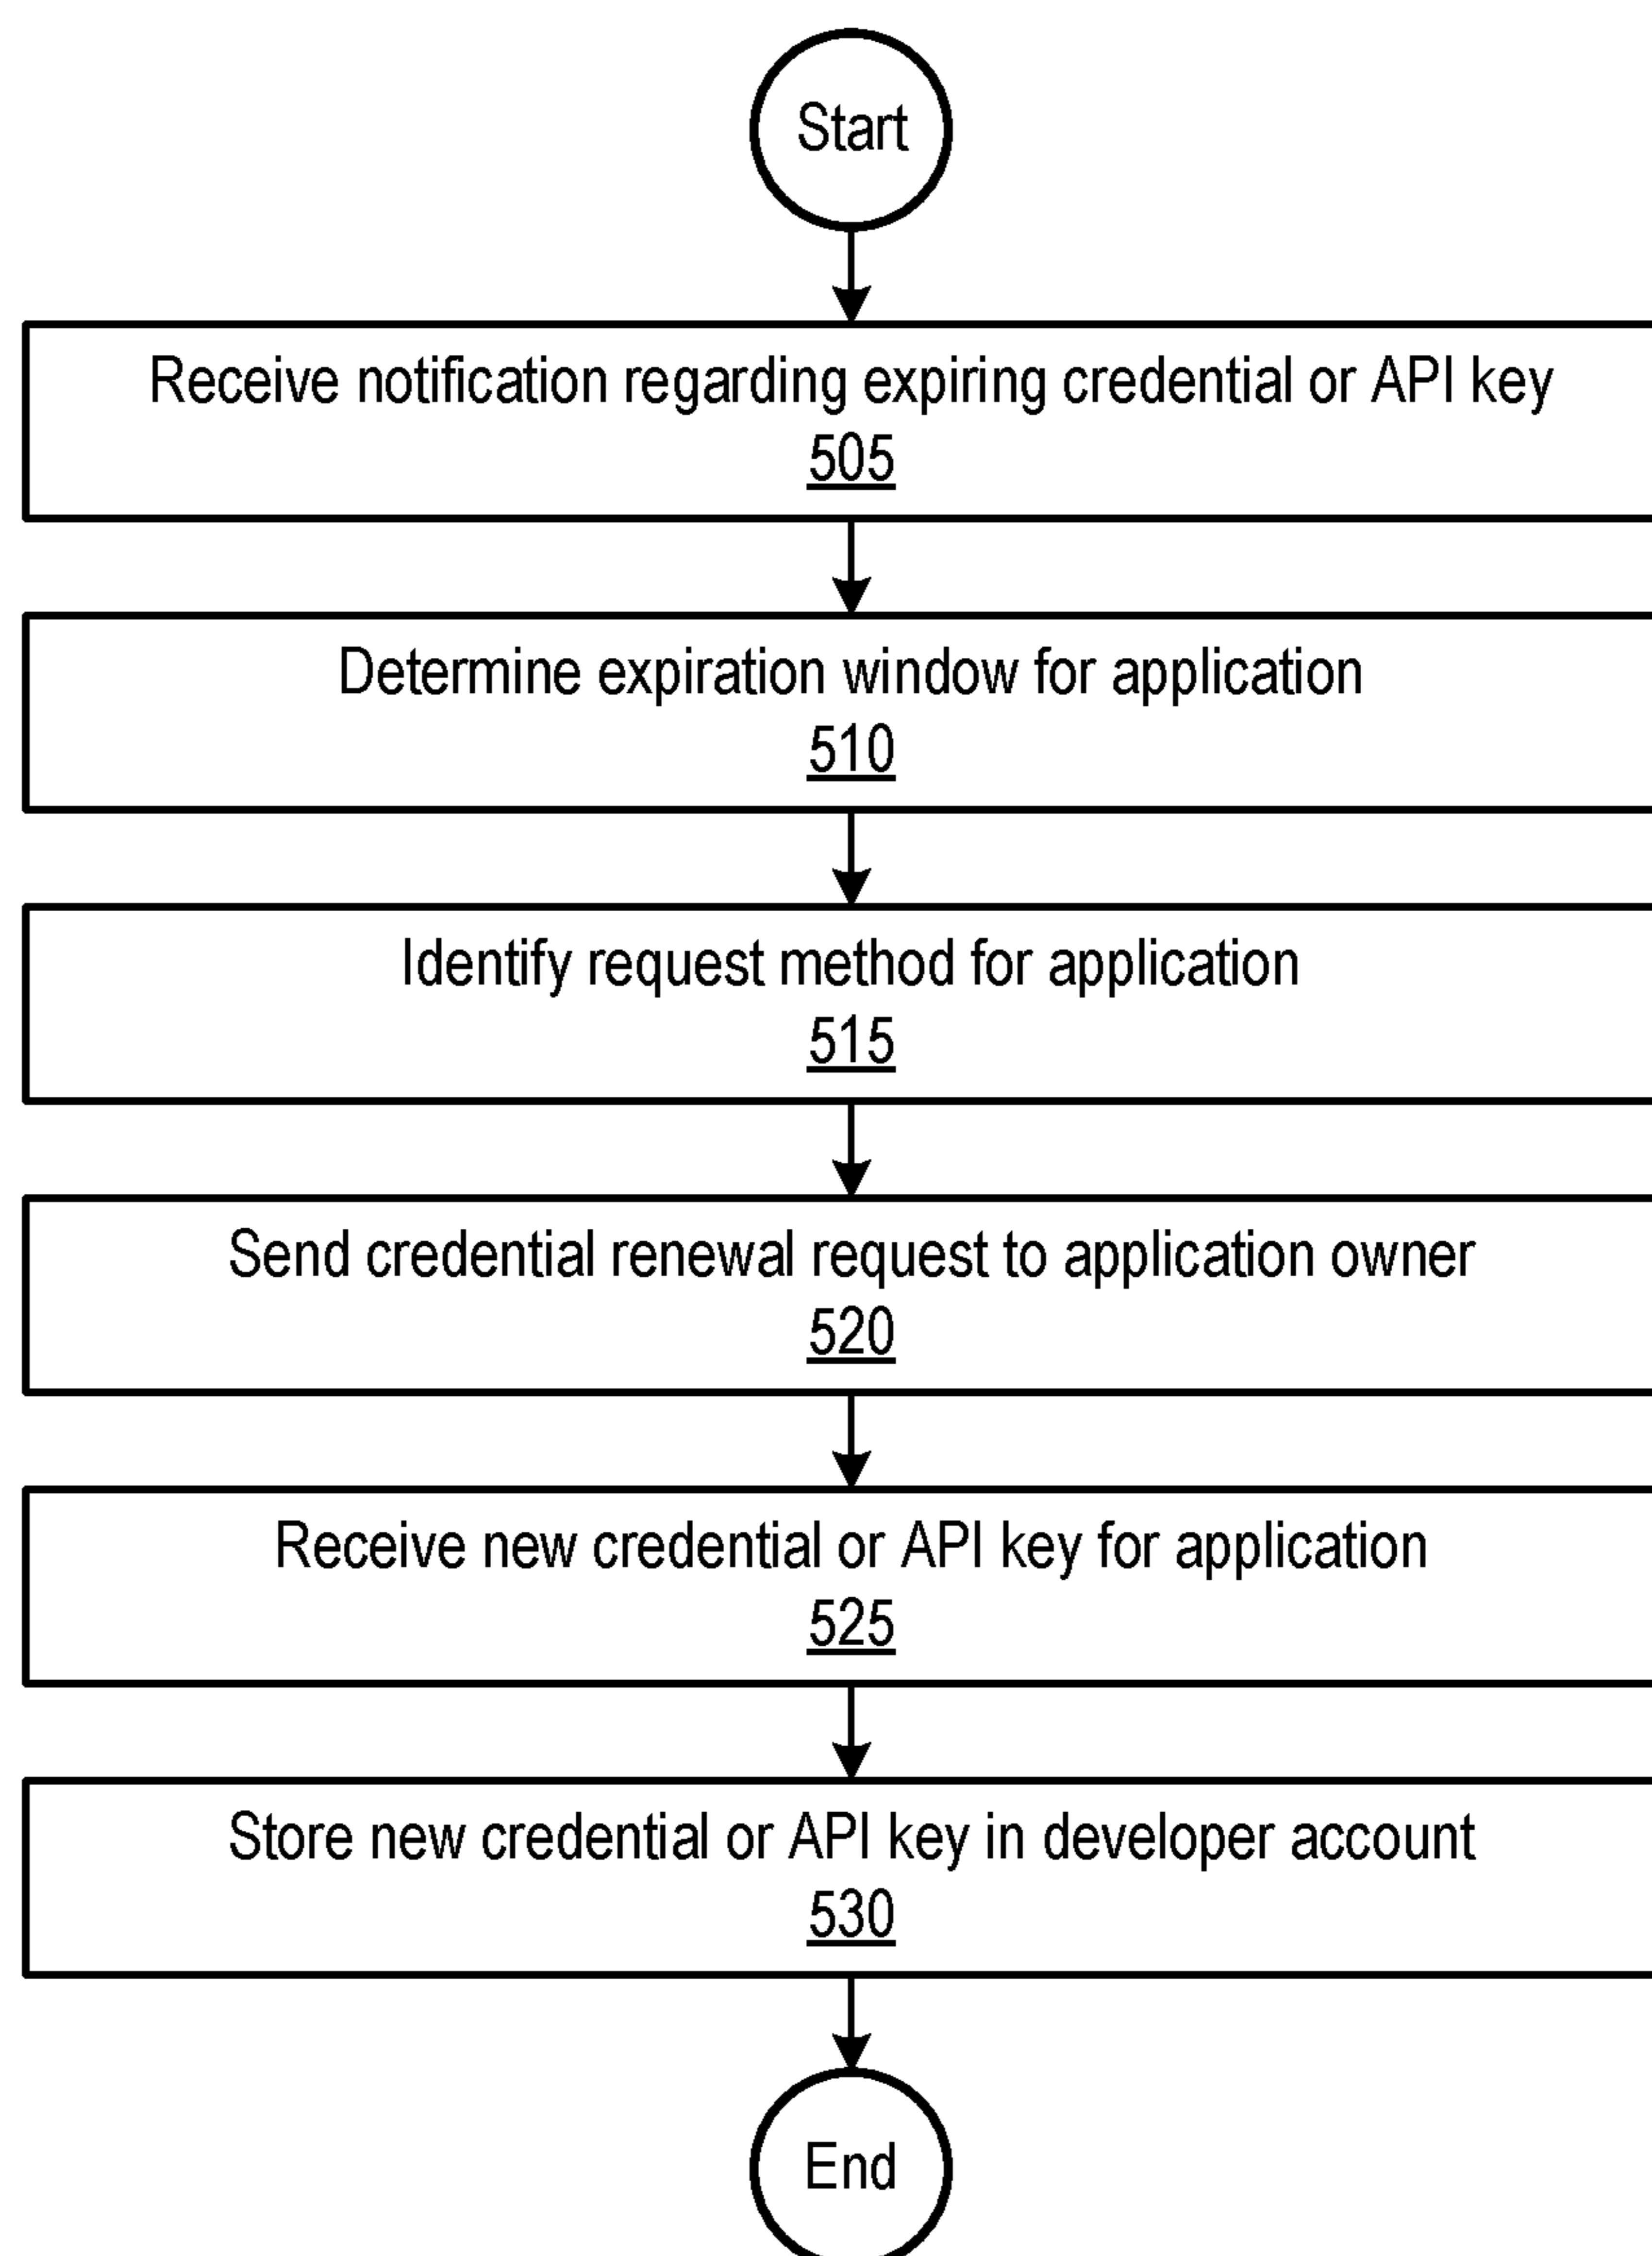 Start
Receive notification regarding expiring credential or API key
505
Determine expiration window for application
510
Identify request method for application
515
Send credential renewal request to application owner
520
Receive new credential or API key for application
525
Store new credential or API key in developer account
530
End